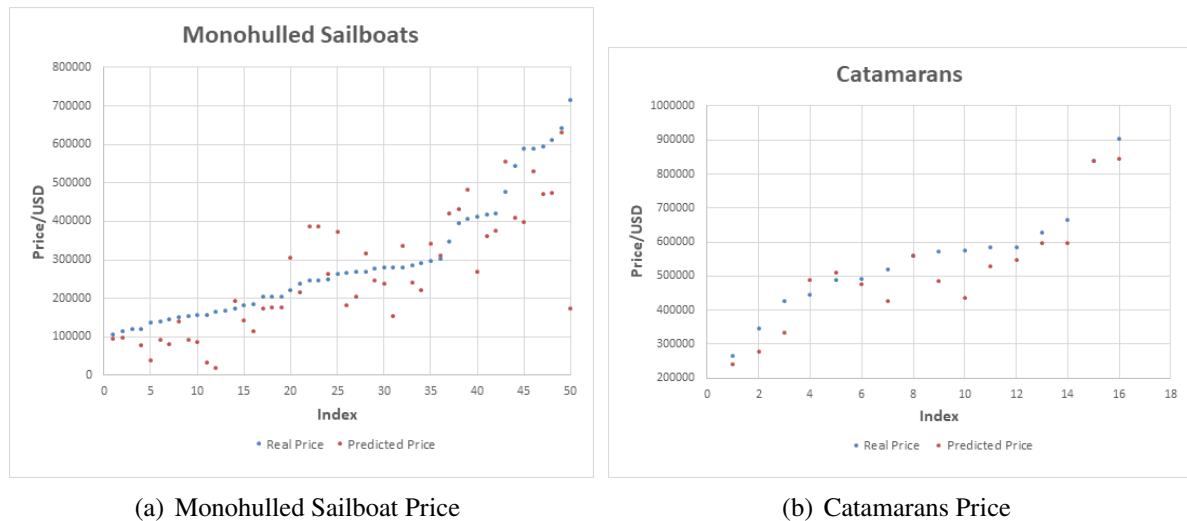 Monohulled Sailboats
800000
700000
600000
500000
400000
300000
200000
100000
0
Price/USD
0 5 10 15 20 25 30 35 40 45 50
Index
Real Price Predicted Price
(a) Monohulled Sailboat Price
Catamarans
1000000
900000
800000
700000
600000
500000
400000
300000
200000
Price/USD
0 2 4 6 8 10 12 14 16 18
Index
Real Price Predicted Price
(b) Catamarans Price